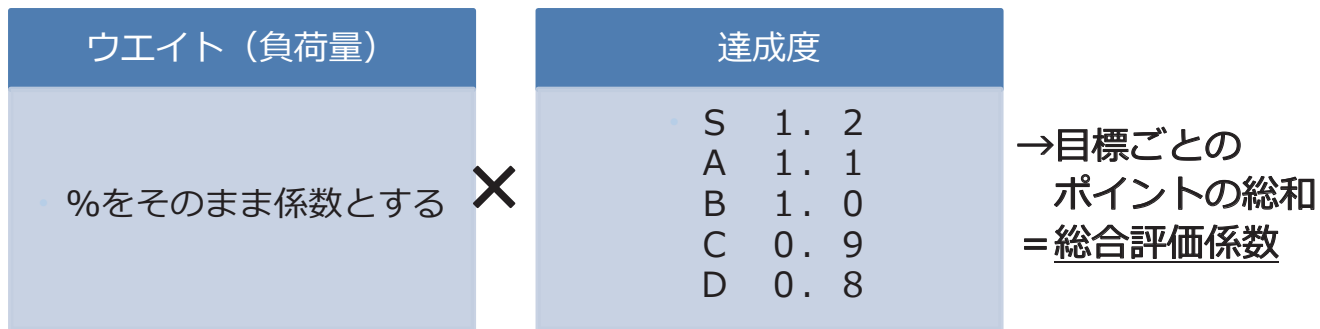 ウエイト（負荷量）
・%をそのまま係数とする
×
達成度
・S　１．２
A　１．１
B　１．０
C　０．９
D　０．８
→目標ごとの
ポイントの総和
＝総合評価係数